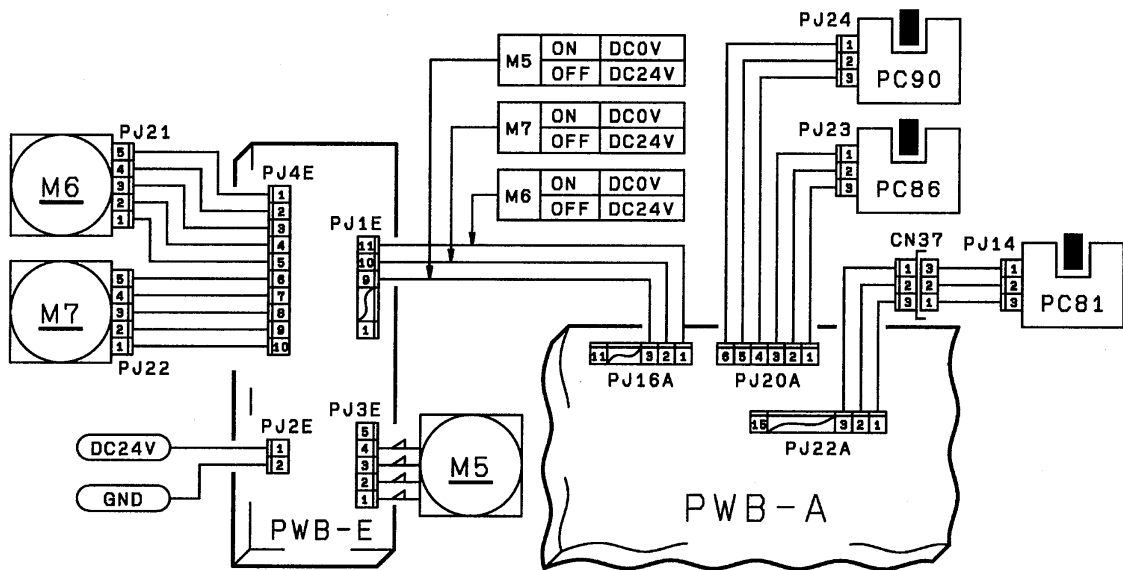 PJ24
1
2
3
PC90
M5 ON DC0V
OFF DC24V
M7 ON DC0V
OFF DC24V
M6 ON DC0V
OFF DC24V
PJ23
1
2
3
PC86
PJ21
5
4
3
2
1
M6
PJ4E
1
2
3
4
5
6
7
8
9
10
PJ1E
11
10
9
1
CN37
1 3
2 2
3 1
PJ14
1
2
3
PC81
M7
5
4
3
2
1
PJ22
11 3 2 1
PJ16A
6 5 4 3 2 1
PJ20A
15 3 2 1
PJ22A
PJ2E
1
2
DC24V
GND
PJ3E
5
4
3
2
1
M5
PWB-E
PWB-A